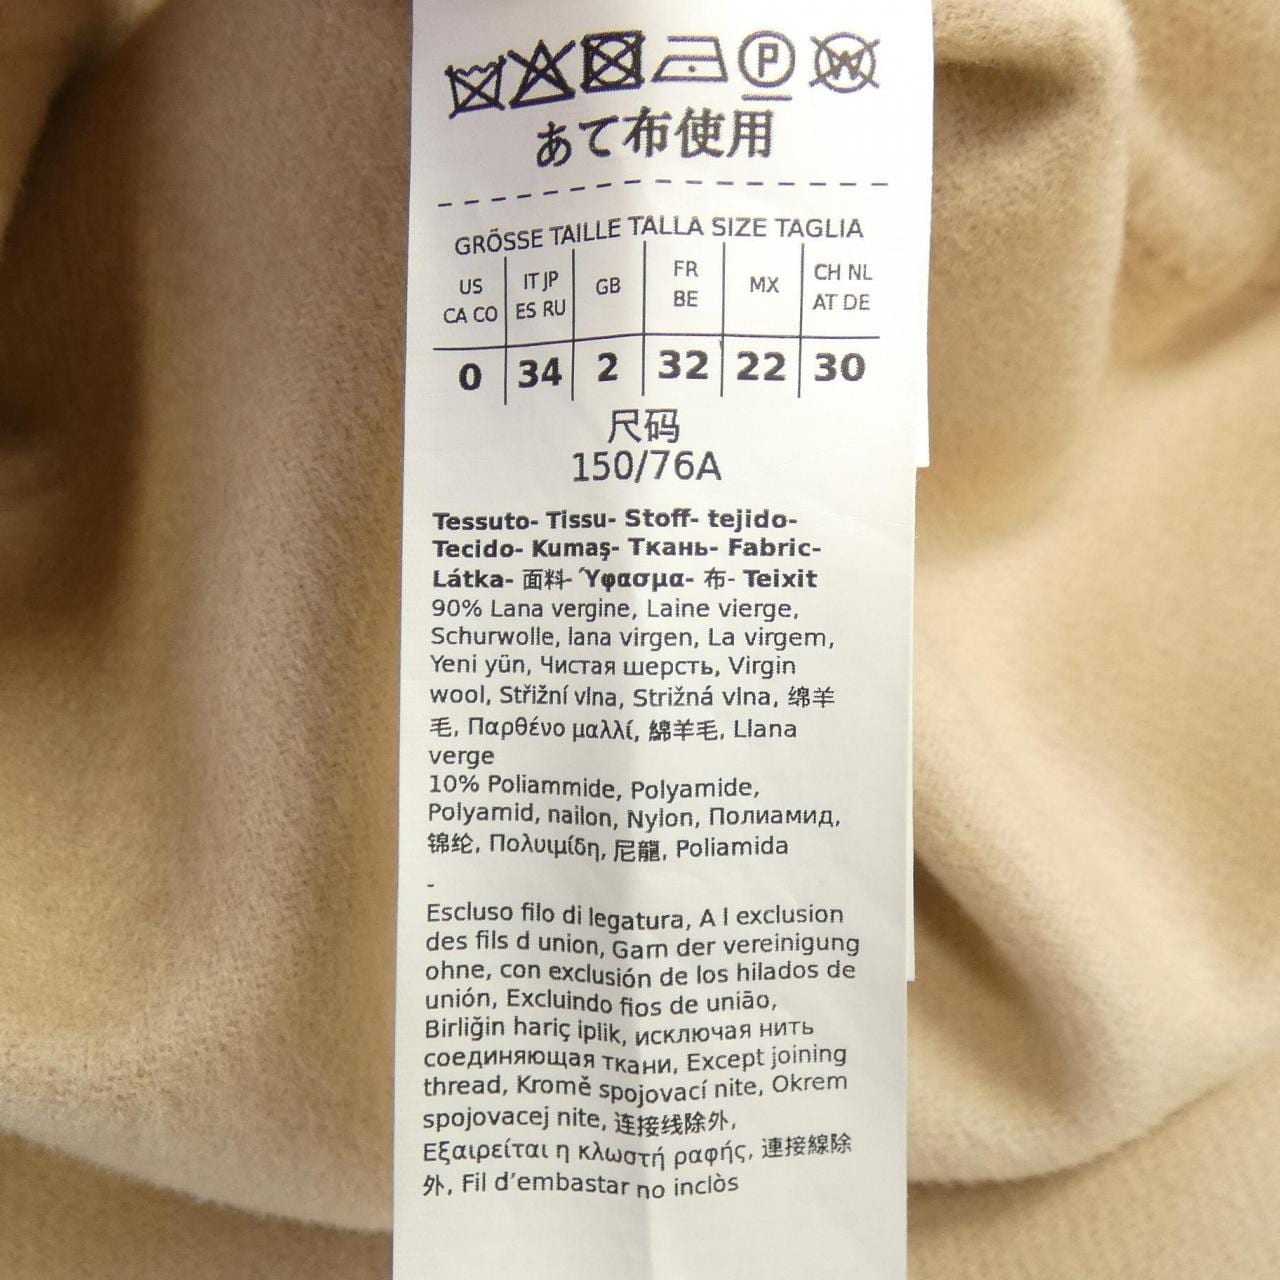 あて布使用
GRÖSSE TAILLE TALLA SIZE TAGLIA
US CA CO | IT JP ES RU | GB | FR BE | MX | CH NL AT DE
0 | 34 | 2 | 32 | 22 | 30
尺码
150/76A
Tessuto- Tissu- Stoff- tejido-
Tecido- Kumaş- Ткань- Fabric-
Látka- 面料- Ύφασμα- 布- Teixit
90% Lana vergine, Laine vierge,
Schurwolle, lana virgen, La virgem,
Yeni yün, Чистая шерсть, Virgin
wool, Střižní vlna, Strižná vlna, 绵羊
毛, Παρθένο μαλλί, 綿羊毛, Llana
verge
10% Poliammide, Polyamide,
Polyamid, nailon, Nylon, Полиамид,
锦纶, Πολυιμίδη, 尼龍, Poliamida
-
Escluso filo di legatura, A l exclusion
des fils d union, Garn der vereinigung
ohne, con exclusión de los hilados de
unión, Excluindo fios de união,
Birliğin hariç iplik, исключая нить
соединяющая ткани, Except joining
thread, Kromě spojovací nite, Okrem
spojovacej nite, 连接线除外,
Εξαιρείται η κλωστή ραφής, 連接線除
外, Fil d’embastar no inclòs